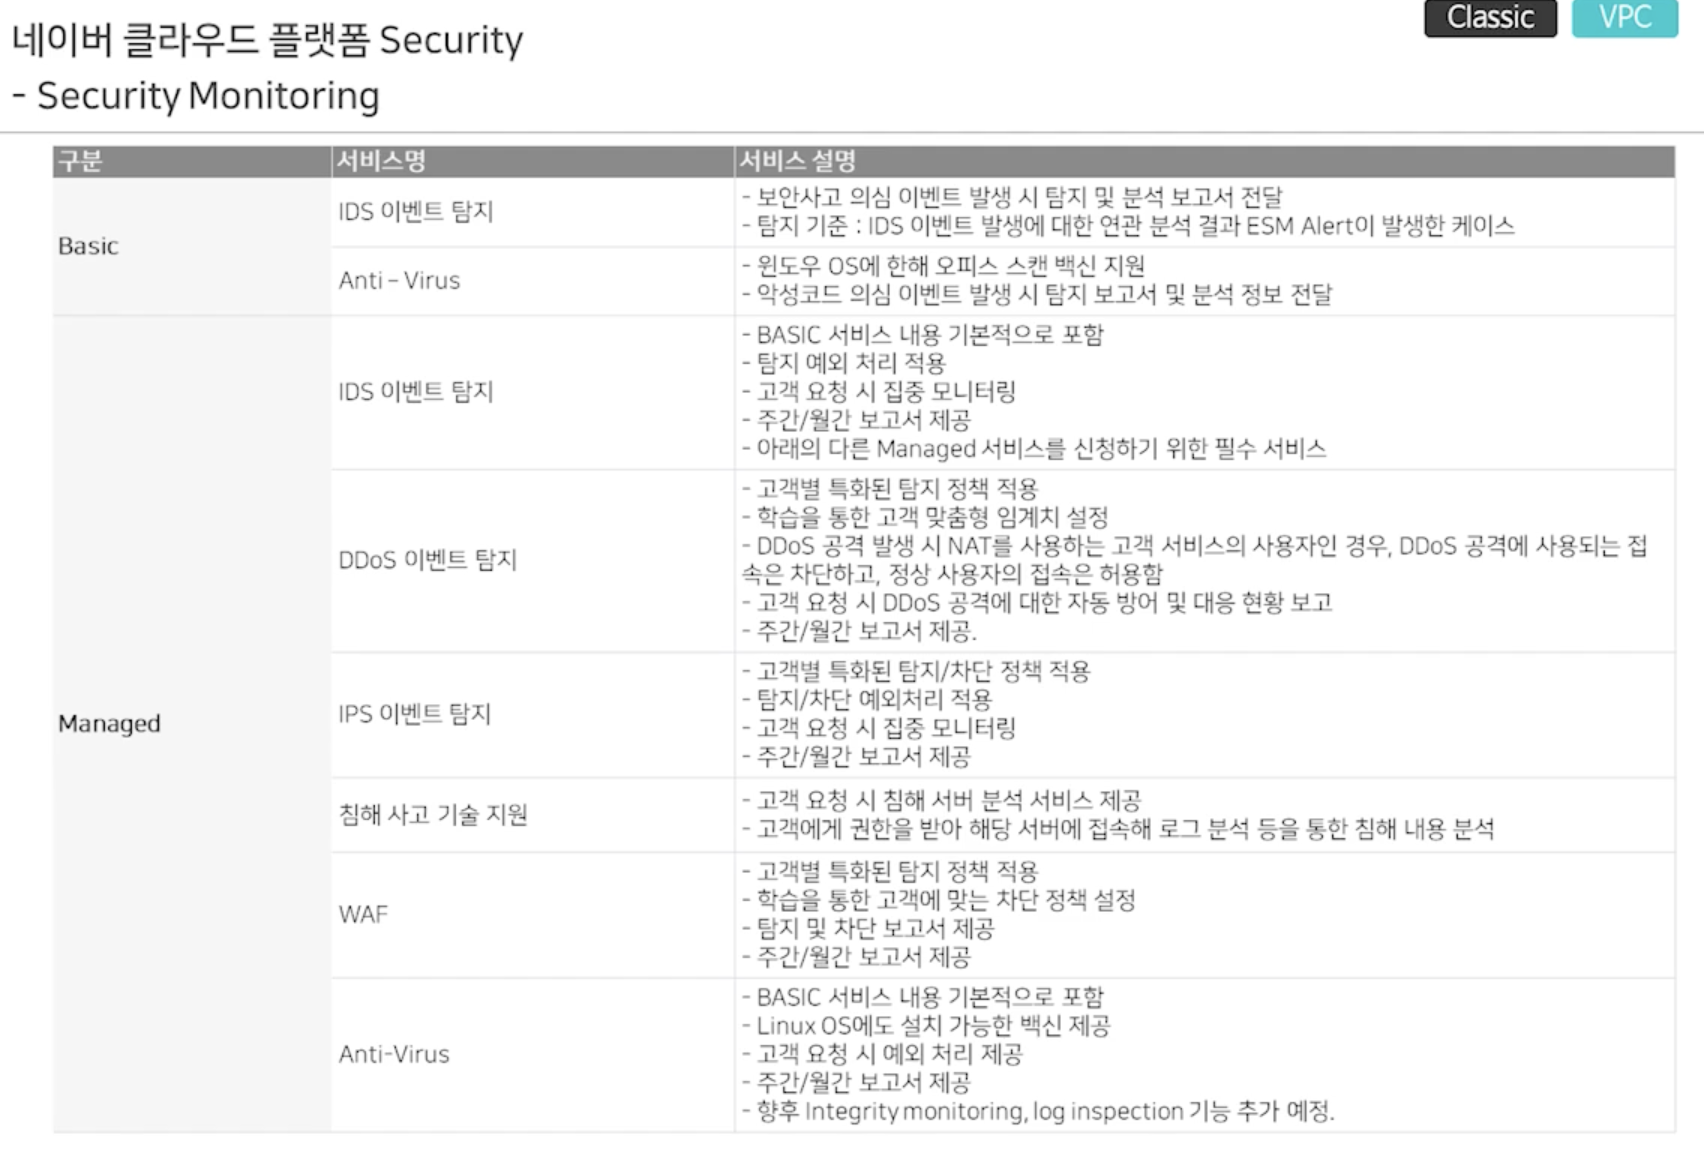 Classic
VPC
네이버 클라우드 플랫폼 Security
- Security Monitoring
구분
서비스명
서비스 설명
Basic
IDS 이벤트 탐지
- 보안사고 의심 이벤트 발생 시 탐지 및 분석 보고서 전달
- 탐지 기준 : IDS 이벤트 발생에 대한 연관 분석 결과 ESM Alert이 발생한 케이스
Anti – Virus
- 윈도우 OS에 한해 오피스 스캔 백신 지원
- 악성코드 의심 이벤트 발생 시 탐지 보고서 및 분석 정보 전달
Managed
IDS 이벤트 탐지
- BASIC 서비스 내용 기본적으로 포함
- 탐지 예외 처리 적용
- 고객 요청 시 집중 모니터링
- 주간/월간 보고서 제공
- 아래의 다른 Managed 서비스를 신청하기 위한 필수 서비스
DDoS 이벤트 탐지
- 고객별 특화된 탐지 정책 적용
- 학습을 통한 고객 맞춤형 임계치 설정
- DDoS 공격 발생 시 NAT를 사용하는 고객 서비스의 사용자인 경우, DDoS 공격에 사용되는 접
속은 차단하고, 정상 사용자의 접속은 허용함
- 고객 요청 시 DDoS 공격에 대한 자동 방어 및 대응 현황 보고
- 주간/월간 보고서 제공.
IPS 이벤트 탐지
- 고객별 특화된 탐지/차단 정책 적용
- 탐지/차단 예외처리 적용
- 고객 요청 시 집중 모니터링
- 주간/월간 보고서 제공
침해 사고 기술 지원
- 고객 요청 시 침해 서버 분석 서비스 제공
- 고객에게 권한을 받아 해당 서버에 접속해 로그 분석 등을 통한 침해 내용 분석
WAF
- 고객별 특화된 탐지 정책 적용
- 학습을 통한 고객에 맞는 차단 정책 설정
- 탐지 및 차단 보고서 제공
- 주간/월간 보고서 제공
Anti-Virus
- BASIC 서비스 내용 기본적으로 포함
- Linux OS에도 설치 가능한 백신 제공
- 고객 요청 시 예외 처리 제공
- 주간/월간 보고서 제공
- 향후 Integrity monitoring, log inspection 기능 추가 예정.